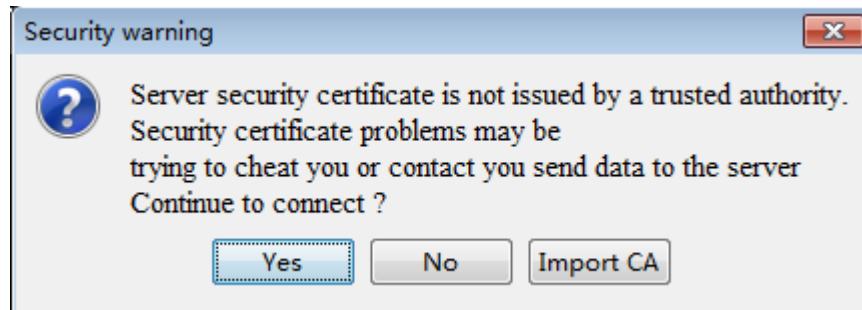 Security warning
Server security certificate is not issued by a trusted authority.
Security certificate problems may be
trying to cheat you or contact you send data to the server
Continue to connect ?
Yes No Import CA